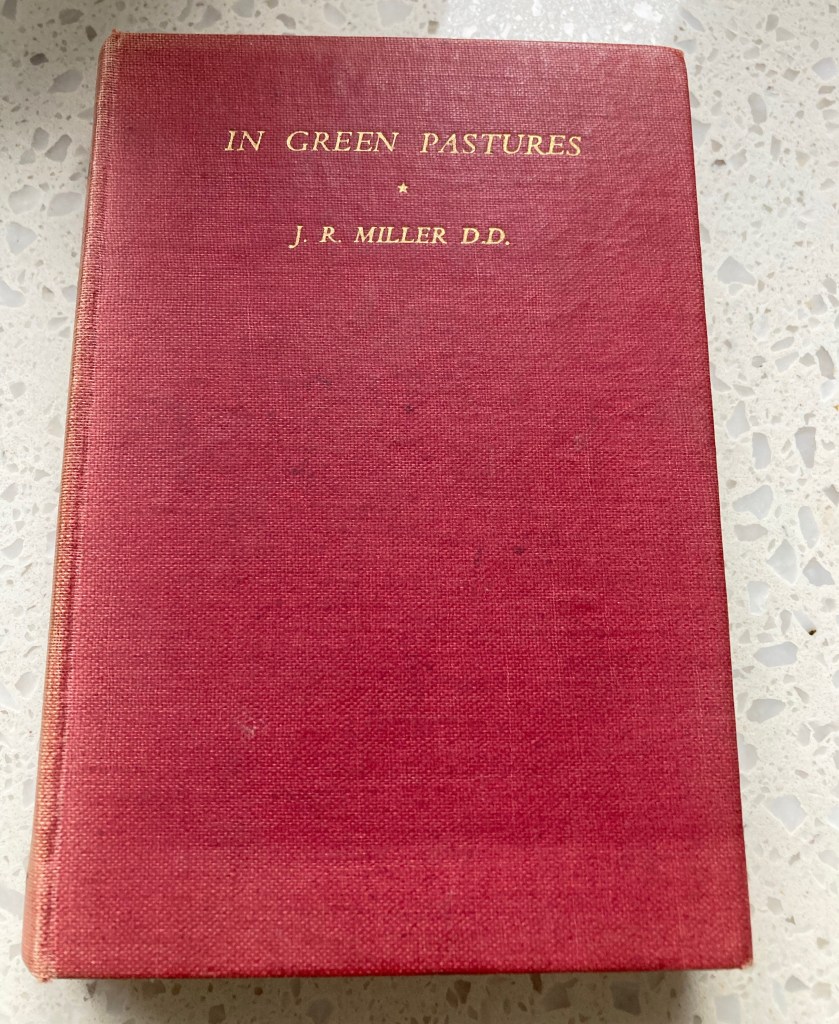 IN GREEN PASTURES
★
J. R. MILLER D.D.